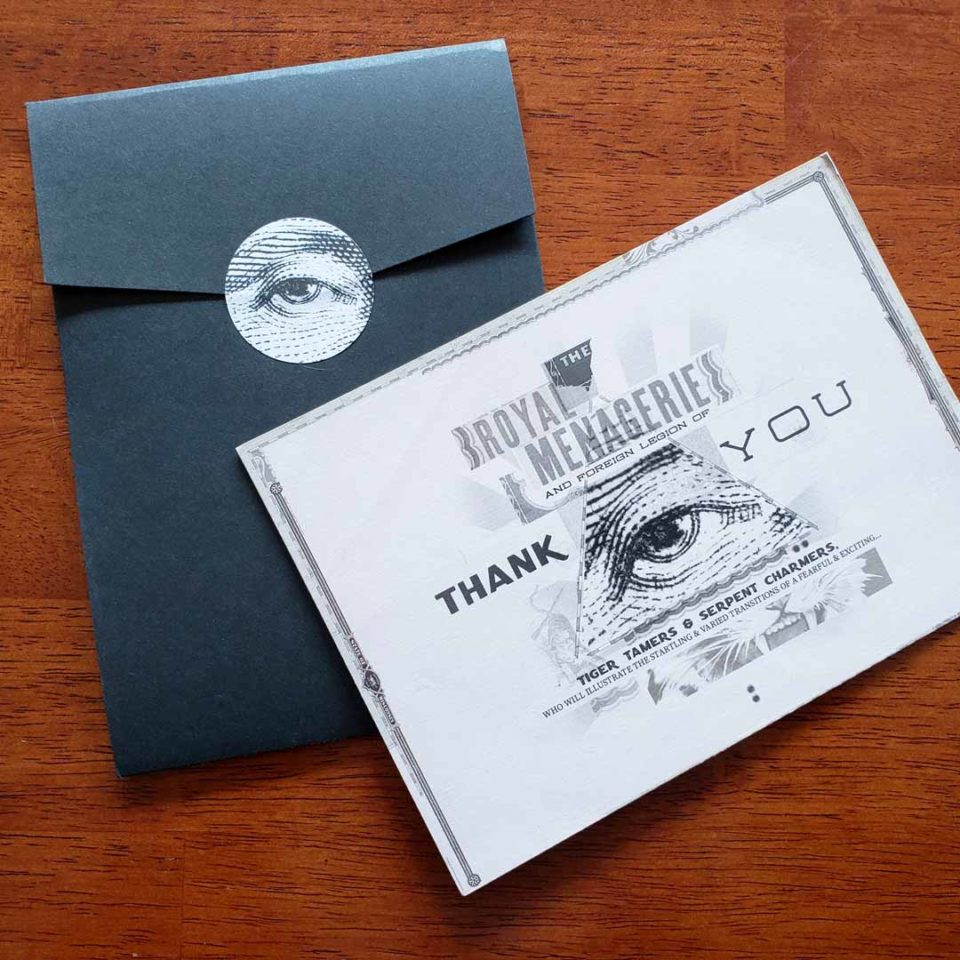 THE
ROYAL
MENAGERIE
AND FOREIGN LEGION OF
THANK YOU
TIGER TAMERS & SERPENT CHARMERS,
WHO WILL ILLUSTRATE THE STARTLING & VARIED TRANSITIONS OF A FEARFUL & EXCITING...